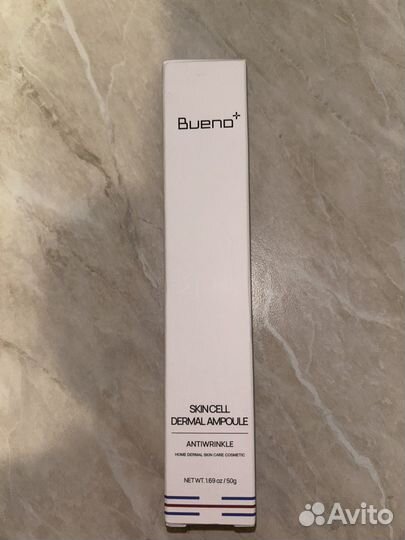 Bueno+
SKIN CELL
DERMAL AMPOULE
ANTIWRINKLE
HOME DERMAL SKIN CARE COSMETIC
NET WT. 1.69 oz / 50g
Avito